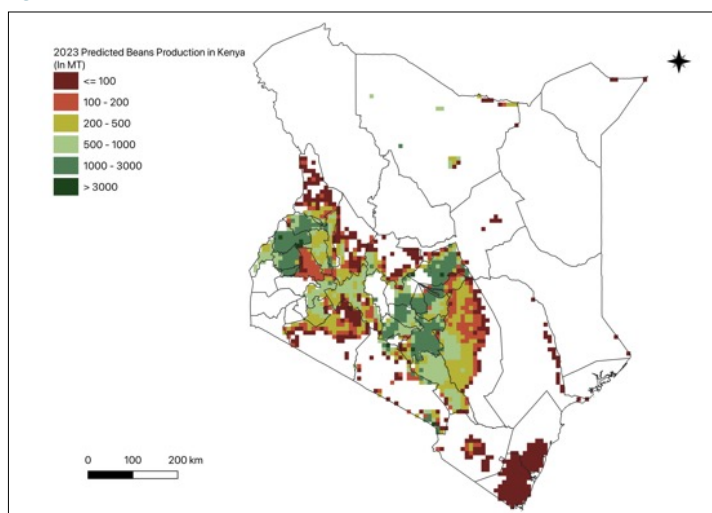 2023 Predicted Beans Production in Kenya
(In MT)
<= 100
100 - 200
200 - 500
500 - 1000
1000 - 3000
> 3000
0 100 200 km